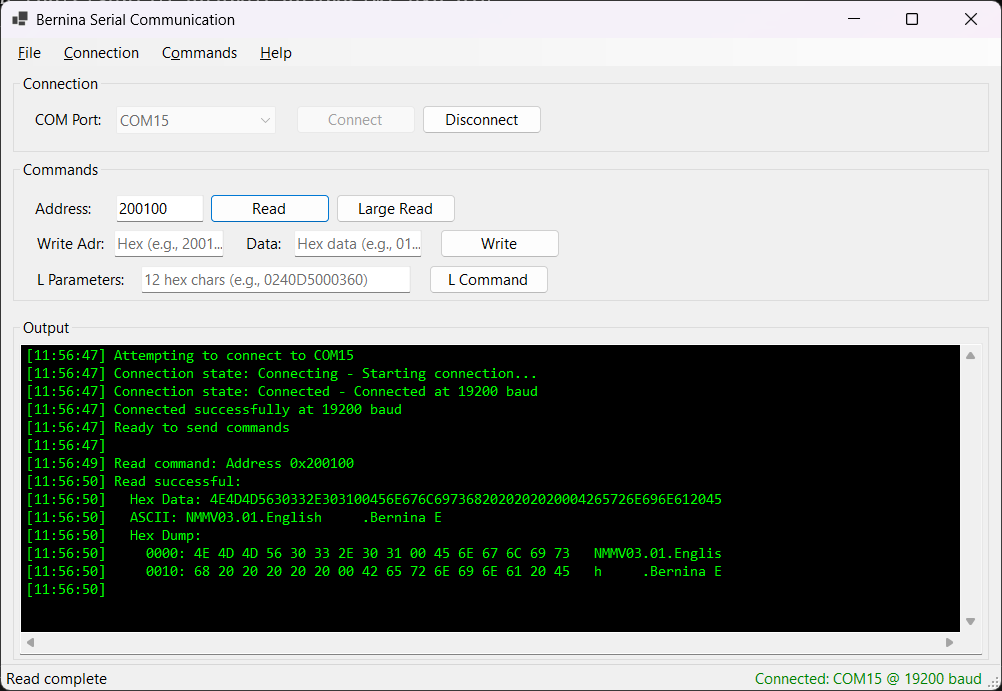 Bernina Serial Communication
File Connection Commands Help
Connection
COM Port: COM15 Connect Disconnect
Commands
Address: 200100 Read Large Read
Write Adr: Hex (e.g., 2001... Data: Hex data (e.g., 01... Write
L Parameters: 12 hex chars (e.g., 0240D5000360) L Command
Output
[11:56:47] Attempting to connect to COM15
[11:56:47] Connection state: Connecting - Starting connection...
[11:56:47] Connection state: Connected - Connected at 19200 baud
[11:56:47] Connected successfully at 19200 baud
[11:56:47] Ready to send commands
[11:56:47]
[11:56:49] Read command: Address 0x200100
[11:56:50] Read successful:
[11:56:50]   Hex Data: 4E4D4D5630332E303100456E676C6973682020202020004265726E696E612045
[11:56:50]   ASCII: NMMV03.01.English     .Bernina E
[11:56:50]   Hex Dump:
[11:56:50]     0000: 4E 4D 4D 56 30 33 2E 30 31 00 45 6E 67 6C 69 73   NMMV03.01.Englis
[11:56:50]     0010: 68 20 20 20 20 20 00 42 65 72 6E 69 6E 61 20 45   h     .Bernina E
[11:56:50]
Read complete Connected: COM15 @ 19200 baud